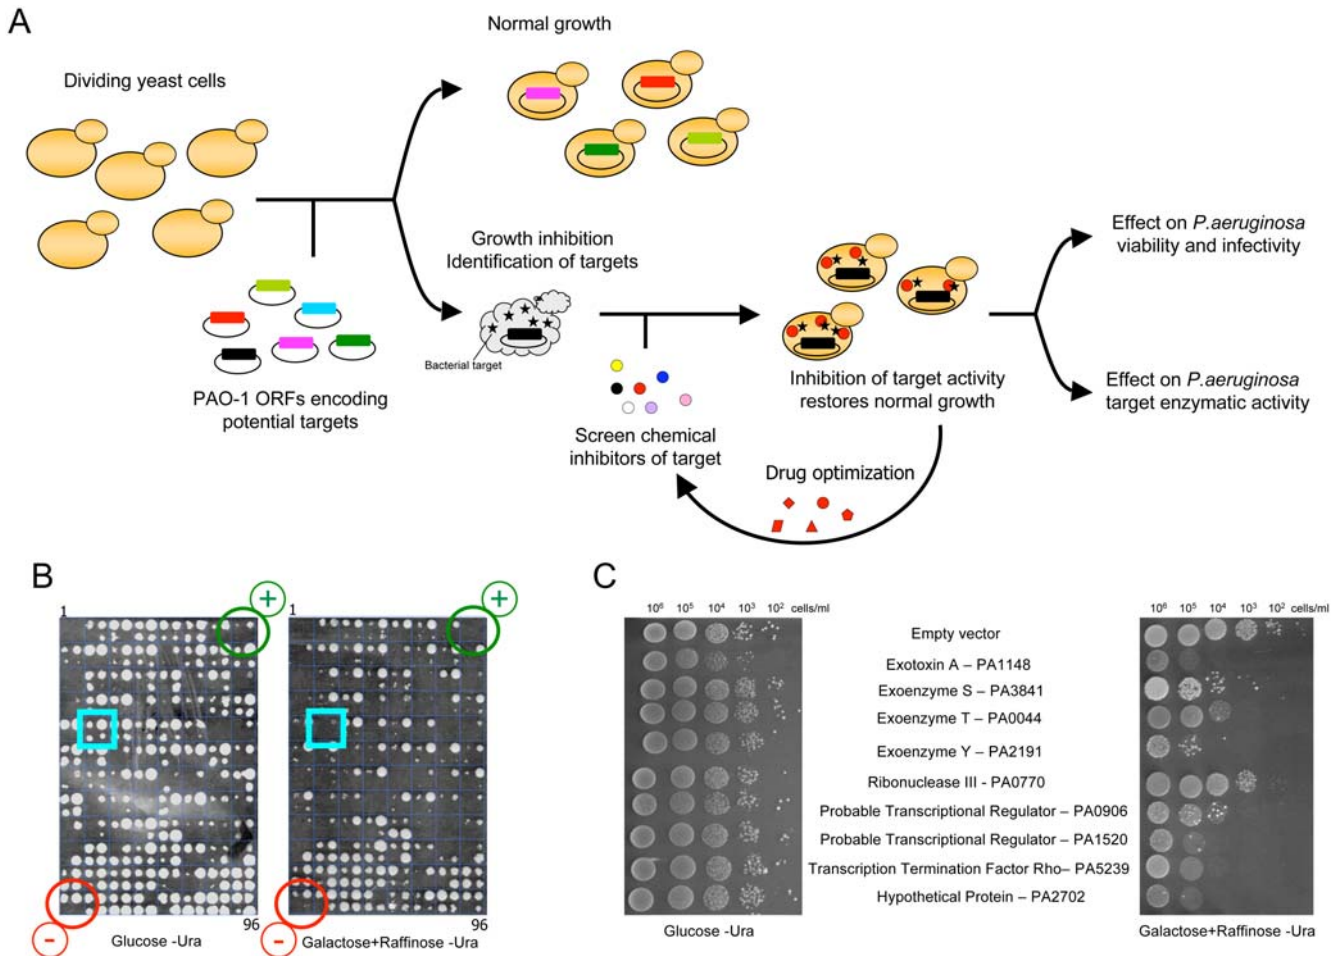 A
Normal growth
Dividing yeast cells
Growth inhibition
Identification of targets
Bacterial target
PAO-1 ORFs encoding
potential targets
Screen chemical
inhibitors of target
Inhibition of target activity
restores normal growth
Drug optimization
Effect on P.aeruginosa
viability and infectivity
Effect on P.aeruginosa
target enzymatic activity
B
1
+
-
96
Glucose -Ura
1
+
-
96
Galactose+Raffinose -Ura
C
10⁶ 10⁵ 10⁴ 10³ 10² cells/ml
Empty vector
Exotoxin A – PA1148
Exoenzyme S – PA3841
Exoenzyme T – PA0044
Exoenzyme Y – PA2191
Ribonuclease III - PA0770
Probable Transcriptional Regulator – PA0906
Probable Transcriptional Regulator – PA1520
Transcription Termination Factor Rho– PA5239
Hypothetical Protein – PA2702
Glucose -Ura
10⁶ 10⁵ 10⁴ 10³ 10² cells/ml
Galactose+Raffinose -Ura